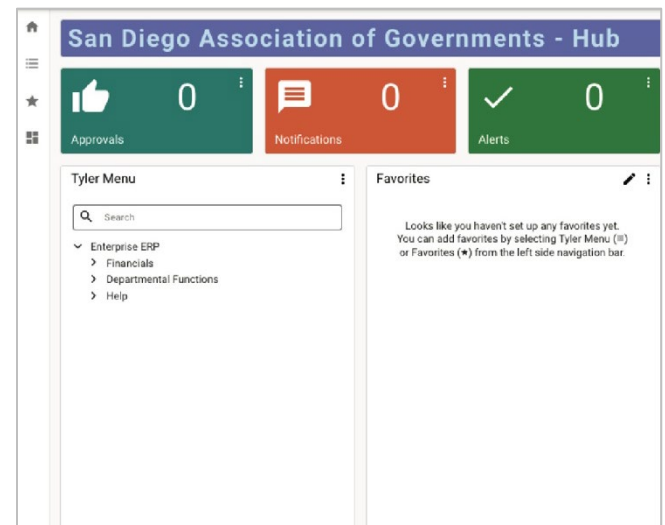 San Diego Association of Governments - Hub
0
Approvals
0
Notifications
0
Alerts
Tyler Menu
Search
Enterprise ERP
Financials
Departmental Functions
Help
Favorites
Looks like you haven't set up any favorites yet.
You can add favorites by selecting Tyler Menu (≡)
or Favorites (★) from the left side navigation bar.